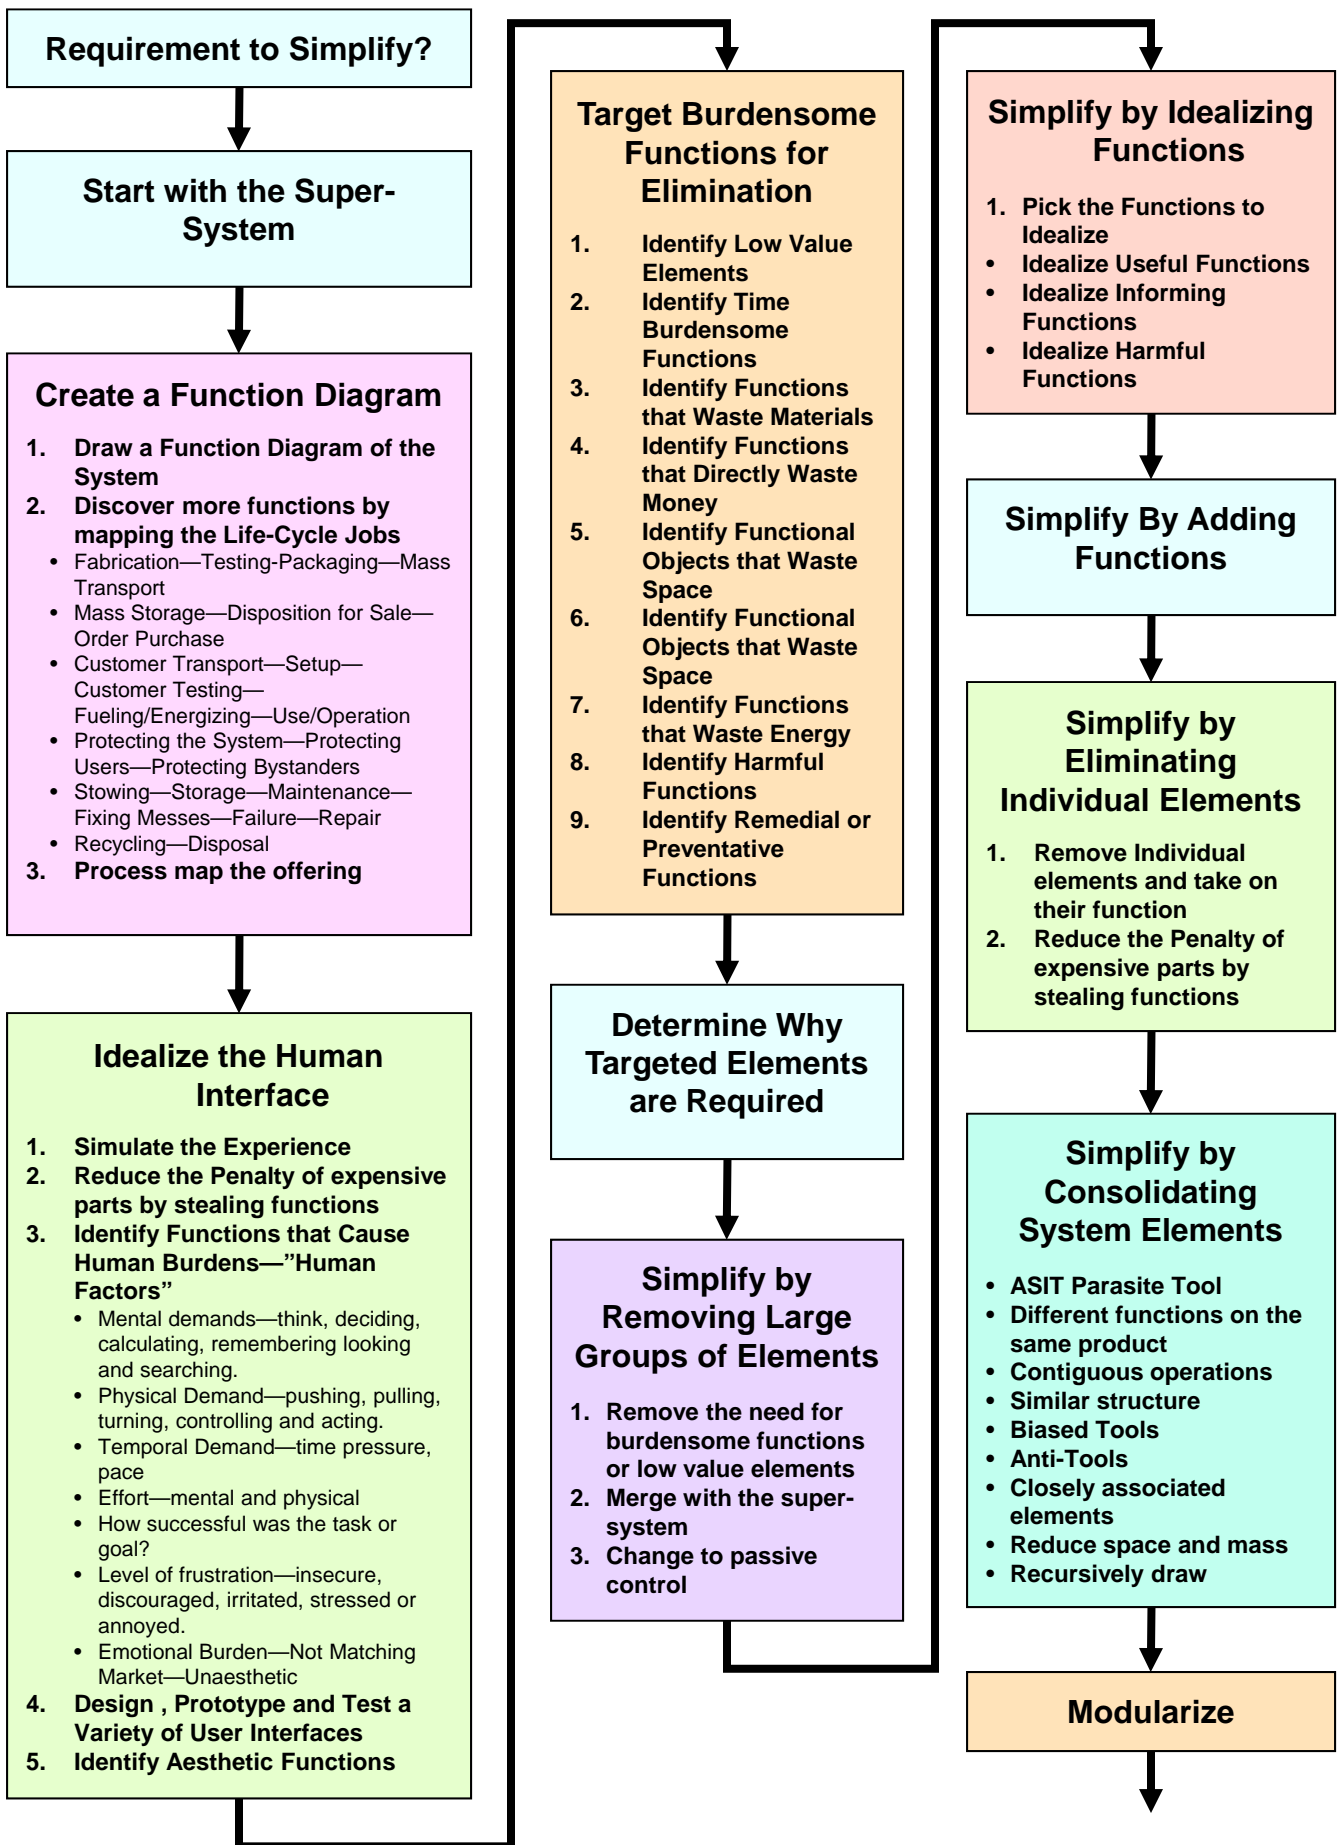 Requirement to Simplify?
Start with the Super-
System
Create a Function Diagram
1. Draw a Function Diagram of the
System
2. Discover more functions by
mapping the Life-Cycle Jobs
• Fabrication—Testing-Packaging—Mass
Transport
• Mass Storage—Disposition for Sale—
Order Purchase
• Customer Transport—Setup—
Customer Testing—
Fueling/Energizing—Use/Operation
• Protecting the System—Protecting
Users—Protecting Bystanders
• Stowing—Storage—Maintenance—
Fixing Messes—Failure—Repair
• Recycling—Disposal
3. Process map the offering
Idealize the Human
Interface
1. Simulate the Experience
2. Reduce the Penalty of expensive
parts by stealing functions
3. Identify Functions that Cause
Human Burdens—”Human
Factors”
• Mental demands—think, deciding,
calculating, remembering looking
and searching.
• Physical Demand—pushing, pulling,
turning, controlling and acting.
• Temporal Demand—time pressure,
pace
• Effort—mental and physical
• How successful was the task or
goal?
• Level of frustration—insecure,
discouraged, irritated, stressed or
annoyed.
• Emotional Burden—Not Matching
Market—Unaesthetic
4. Design , Prototype and Test a
Variety of User Interfaces
5. Identify Aesthetic Functions
Target Burdensome
Functions for
Elimination
1. Identify Low Value
Elements
2. Identify Time
Burdensome
Functions
3. Identify Functions
that Waste Materials
4. Identify Functions
that Directly Waste
Money
5. Identify Functional
Objects that Waste
Space
6. Identify Functional
Objects that Waste
Space
7. Identify Functions
that Waste Energy
8. Identify Harmful
Functions
9. Identify Remedial or
Preventative
Functions
Determine Why
Targeted Elements
are Required
Simplify by
Removing Large
Groups of Elements
1. Remove the need for
burdensome functions
or low value elements
2. Merge with the super-
system
3. Change to passive
control
Simplify by Idealizing
Functions
1. Pick the Functions to
Idealize
• Idealize Useful Functions
• Idealize Informing
Functions
• Idealize Harmful
Functions
Simplify By Adding
Functions
Simplify by
Eliminating
Individual Elements
1. Remove Individual
elements and take on
their function
2. Reduce the Penalty of
expensive parts by
stealing functions
Simplify by
Consolidating
System Elements
• ASIT Parasite Tool
• Different functions on the
same product
• Contiguous operations
• Similar structure
• Biased Tools
• Anti-Tools
• Closely associated
elements
• Reduce space and mass
• Recursively draw
Modularize